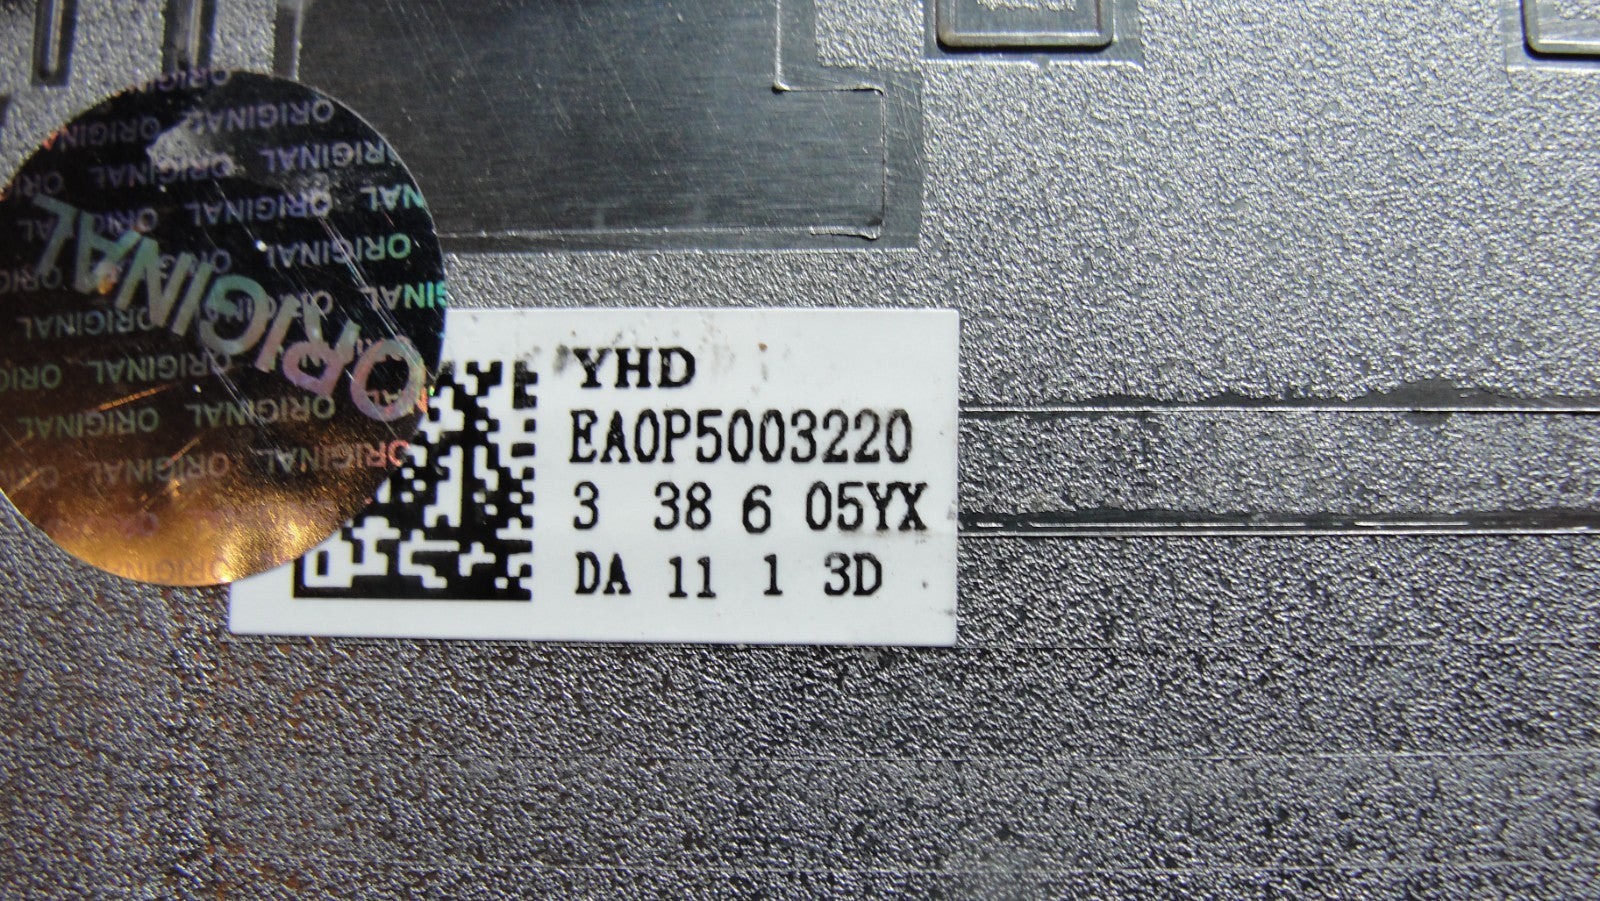 ORIGINAL
YHD
EA0P5003220
3 38 6 05YX
DA 11 1 3D